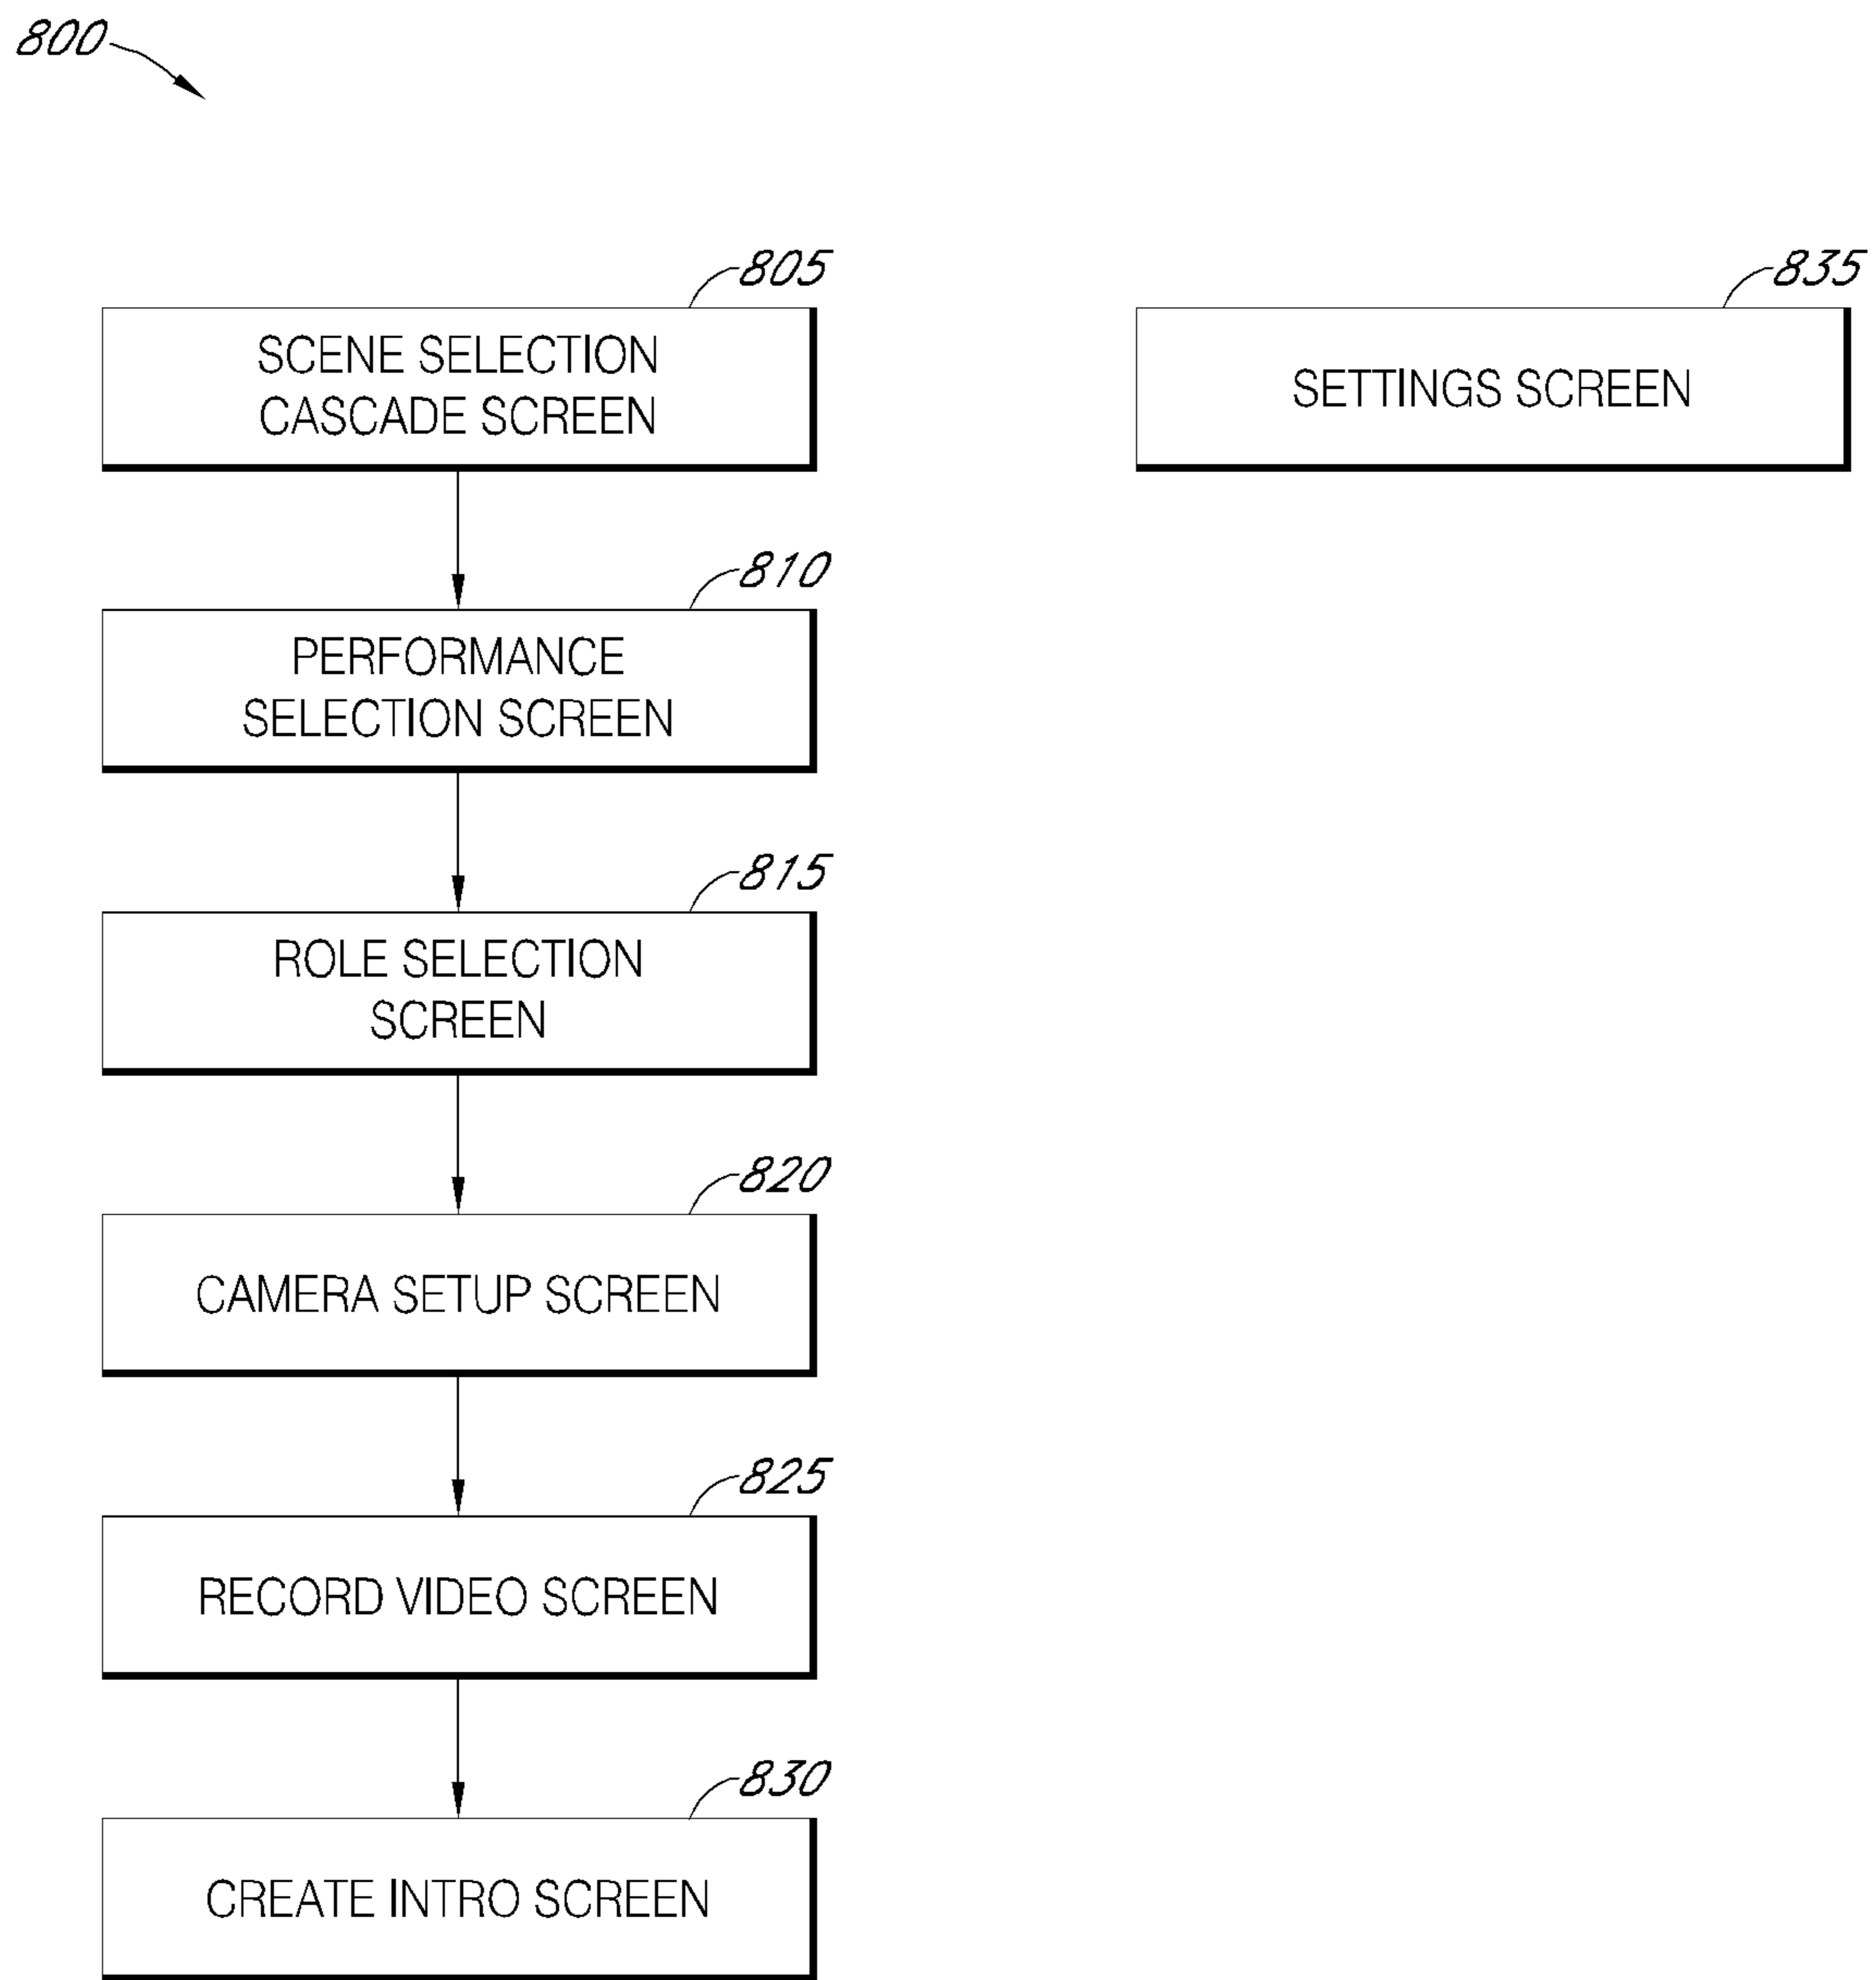 800
805
SCENE SELECTION
CASCADE SCREEN
835
SETTINGS SCREEN
810
PERFORMANCE
SELECTION SCREEN
815
ROLE SELECTION
SCREEN
820
CAMERA SETUP SCREEN
825
RECORD VIDEO SCREEN
830
CREATE INTRO SCREEN